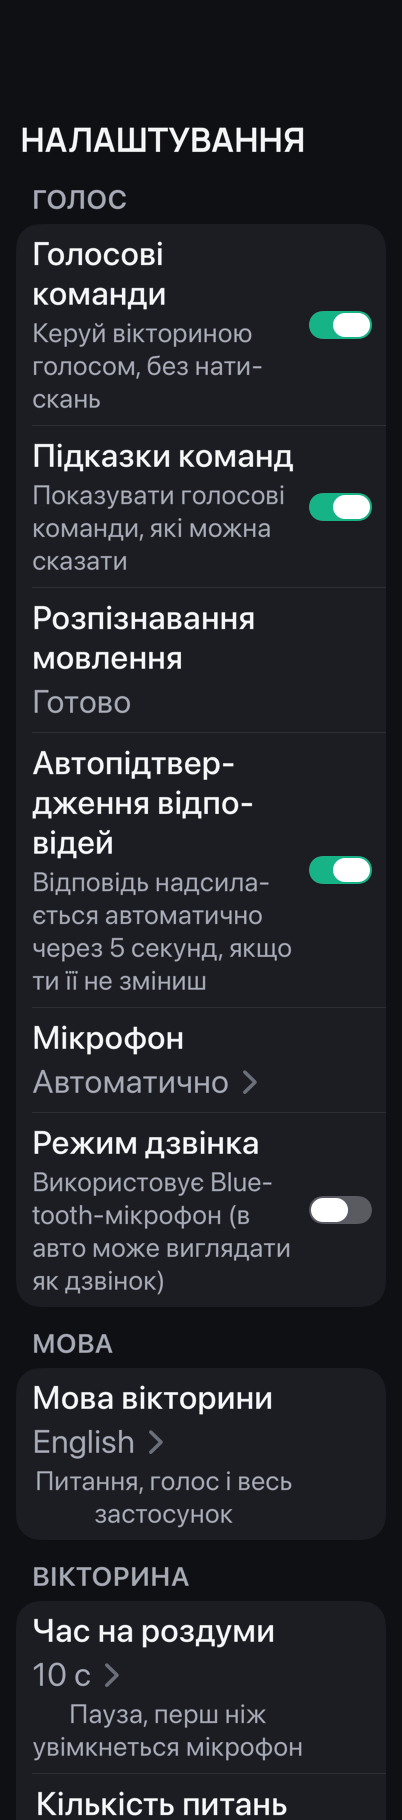 НАЛАШТУВАННЯ
ГОЛОС
Голосові
команди
Керуй вікториною
голосом, без нати-
скань
Підказки команд
Показувати голосові
команди, які можна
сказати
Розпізнавання
мовлення
Готово
Автопідтвер-
дження відпо-
відей
Відповідь надсила-
ється автоматично
через 5 секунд, якщо
ти її не зміниш
Мікрофон
Автоматично
Режим дзвінка
Використовує Blue-
tooth-мікрофон (в
авто може виглядати
як дзвінок)
МОВА
Мова вікторини
English
Питання, голос і весь
застосунок
ВІКТОРИНА
Час на роздуми
10 с
Пауза, перш ніж
увімкнеться мікрофон
Кількість питань